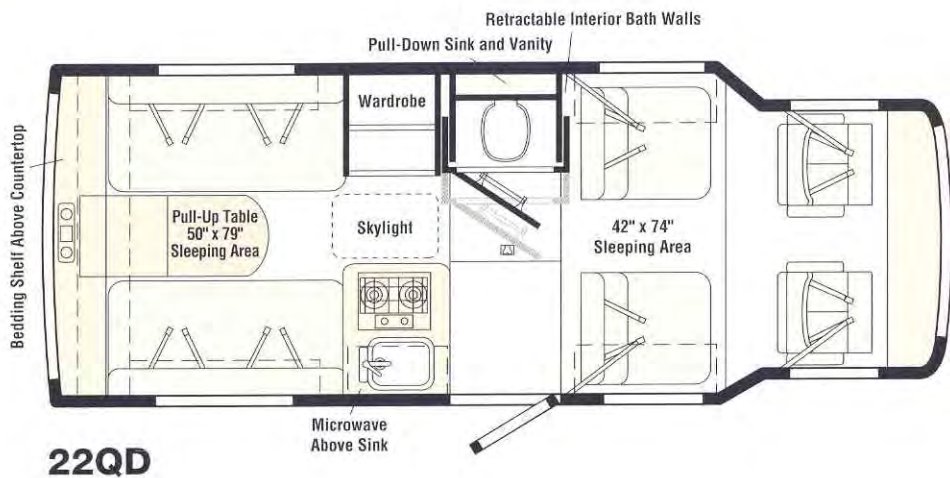 Retractable Interior Bath Walls
Pull-Down Sink and Vanity
Wardrobe
Bedding Shelf Above Countertop
Pull-Up Table
50" x 79"
Sleeping Area
Skylight
42" x 74"
Sleeping Area
Microwave
Above Sink
22QD